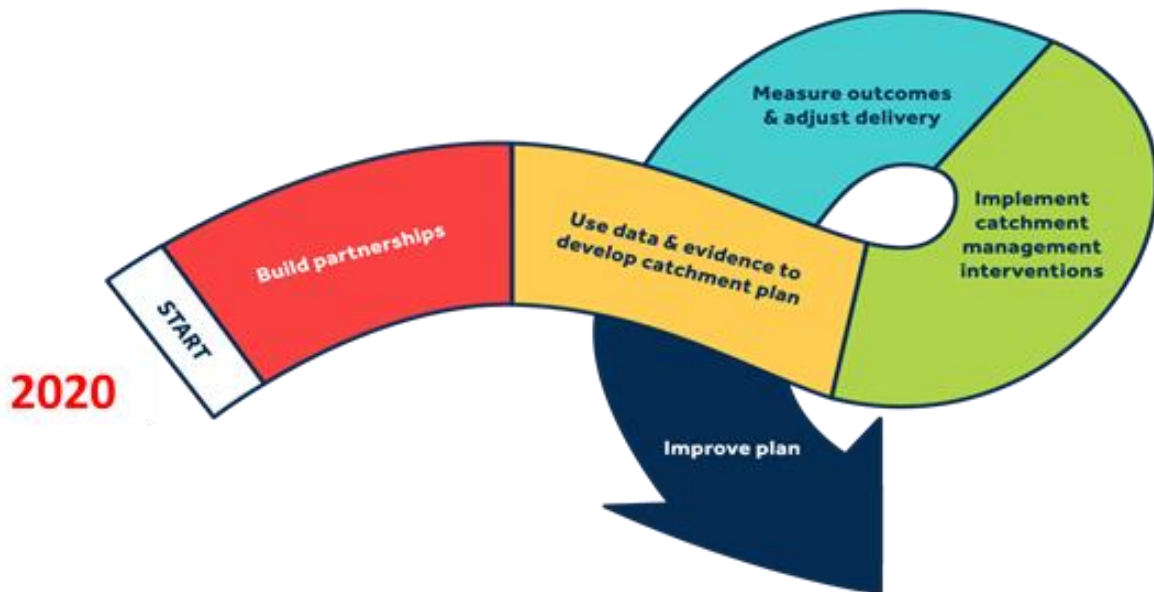 2020
START
Build partnerships
Use data & evidence to
develop catchment plan
Implement
catchment
management
interventions
Measure outcomes
& adjust delivery
Improve plan